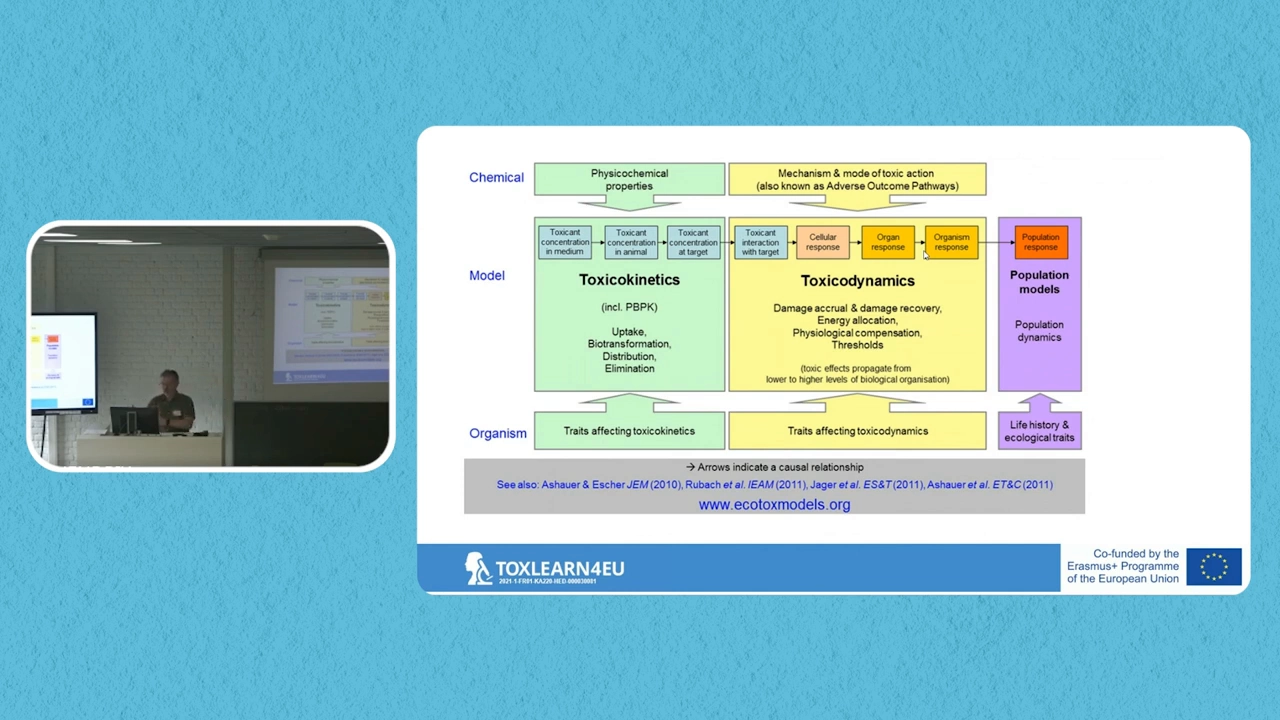 Chemical
Physicochemical
properties
Mechanism & mode of toxic action
(also known as Adverse Outcome Pathways)
Model
Toxicant
concentration
in medium
Toxicant
concentration
in animal
Toxicant
concentration
at target
Toxicant
interaction
with target
Cellular
response
Organ
response
Organism
response
Population
response
Toxicokinetics
(incl. PBPK)
Uptake,
Biotransformation,
Distribution,
Elimination
Toxicodynamics
Damage accrual & damage recovery,
Energy allocation,
Physiological compensation,
Thresholds
(toxic effects propagate from
lower to higher levels of biological organisation)
Population
models
Population
dynamics
Organism
Traits affecting toxicokinetics
Traits affecting toxicodynamics
Life history &
ecological traits
→ Arrows indicate a causal relationship
See also: Ashauer & Escher JEM (2010), Rubach et al. IEAM (2011), Jager et al. ES&T (2011), Ashauer et al. ET&C (2011)
www.ecotoxmodels.org
TOXLEARN4EU
2021-1-FR01-KA220-HED-000030081
Co-funded by the
Erasmus+ Programme
of the European Union